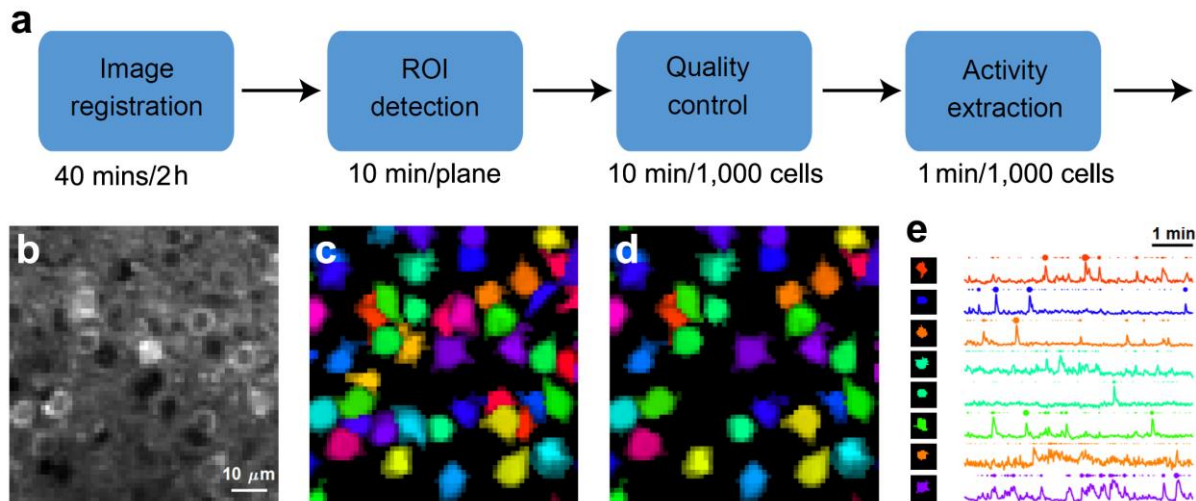 a
Image
registration
ROI
detection
Quality
control
Activity
extraction
40 mins/2h
10 min/plane
10 min/1,000 cells
1 min/1,000 cells
b
10 μm
c
d
e
1 min